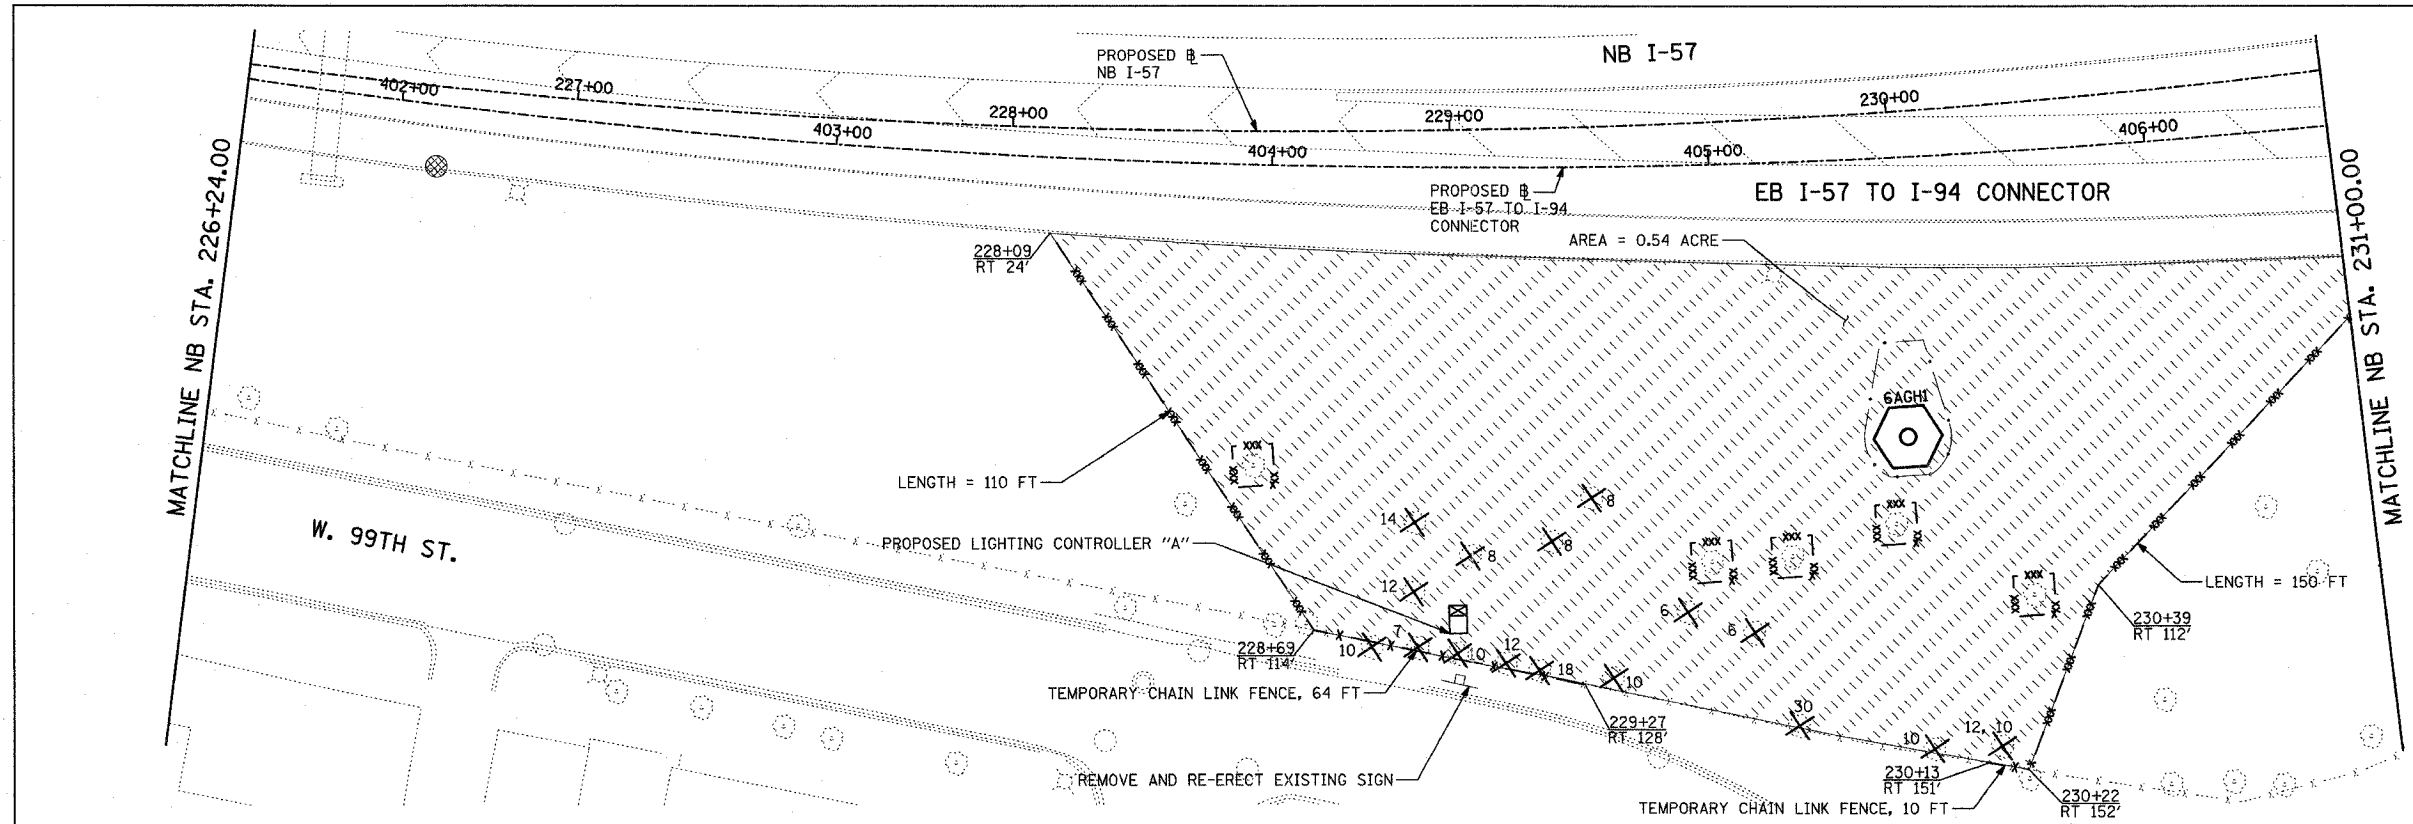 NB I-57
PROPOSED ℄
NB I-57
402+00
227+00
228+00
229+00
230+00
403+00
404+00
405+00
406+00
PROPOSED ℄
EB I-57 TO I-94
CONNECTOR
EB I-57 TO I-94 CONNECTOR
AREA = 0.54 ACRE
MATCHLINE NB STA. 226+24.00
MATCHLINE NB STA. 231+00.00
228+09
RT 24'
6AGH1
LENGTH = 110 FT
W. 99TH ST.
PROPOSED LIGHTING CONTROLLER "A"
14
8
8
8
12
6
6
LENGTH = 150 FT
230+39
RT 112'
228+69
RT 114'
10
7
10
12
18
10
TEMPORARY CHAIN LINK FENCE, 64 FT
229+27
RT 128'
30
10
12, 10
REMOVE AND RE-ERECT EXISTING SIGN
230+13
RT 151'
TEMPORARY CHAIN LINK FENCE, 10 FT
230+22
RT 152'